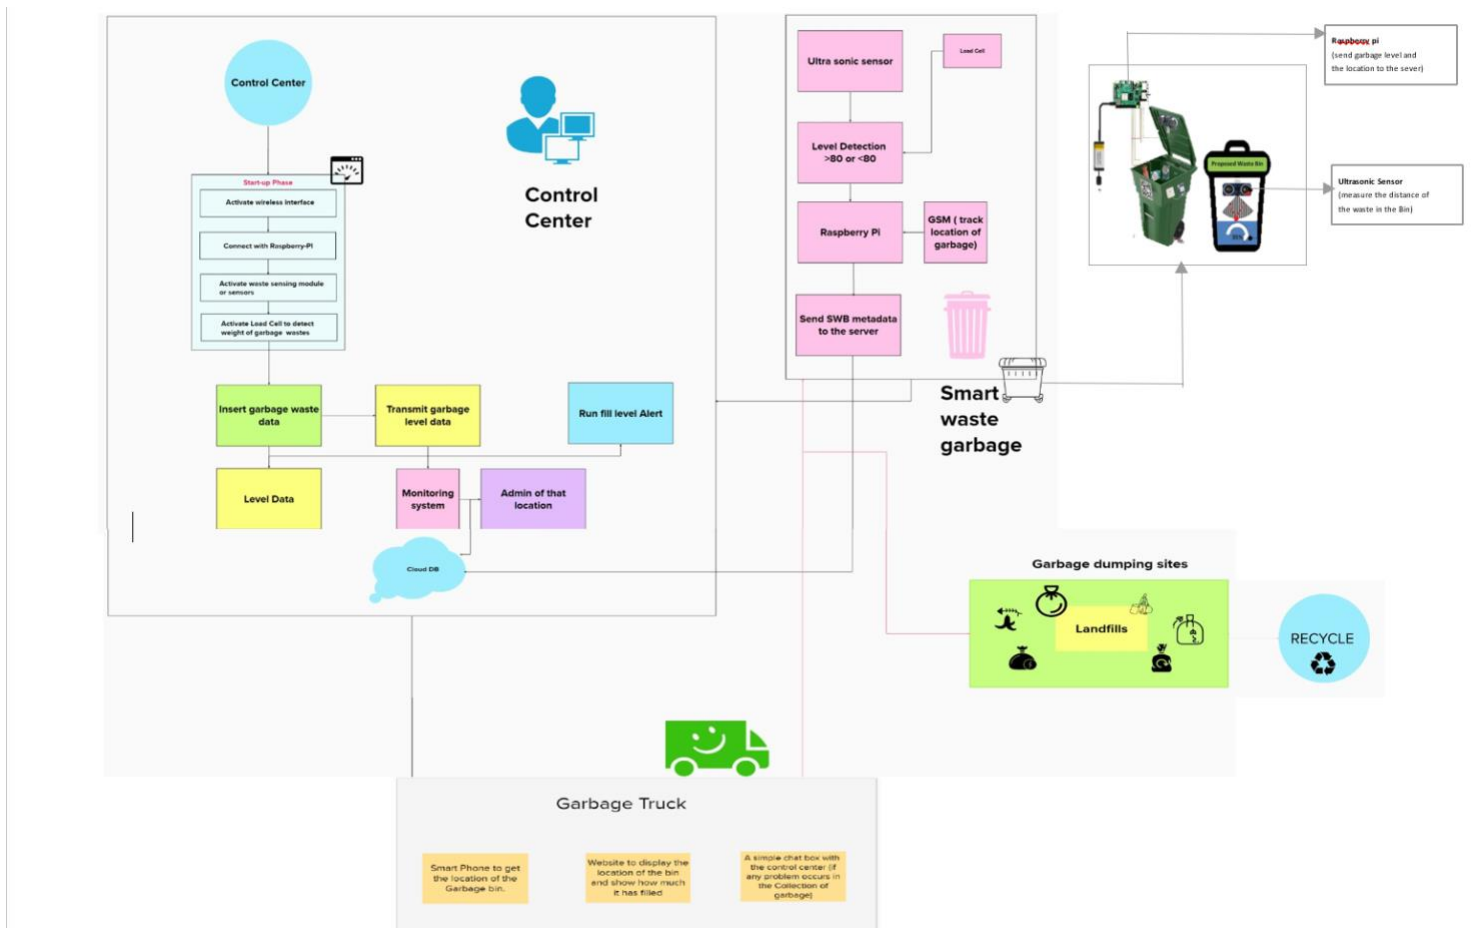 Control Center
Start-up Phase
Activate wireless interface
Connect with Raspberry-PI
Activate waste sensing module
or sensors
Activate Load Cell to detect
weight of garbage wastes
Control
Center
Insert garbage waste
data
Transmit garbage
level data
Run fill level Alert
Level Data
Monitoring
system
Admin of that
location
Cloud DB
Ultra sonic sensor
Load Cell
Level Detection
>80 or <80
Raspberry Pi
GSM ( track
location of
garbage)
Send SWB metadata
to the server
Smart
waste
garbage
Proposed Waste Bin
Raspberry pi
(send garbage level and
the location to the sever)
Ultrasonic Sensor
(measure the distance of
the waste in the Bin)
Garbage dumping sites
Landfills
RECYCLE
Garbage Truck
Smart Phone to get
the location of the
Garbage bin.
Website to display the
location of the bin
and show how much
it has filled
A simple chat box with
the control center (if
any problem occurs in
the Collection of
garbage)